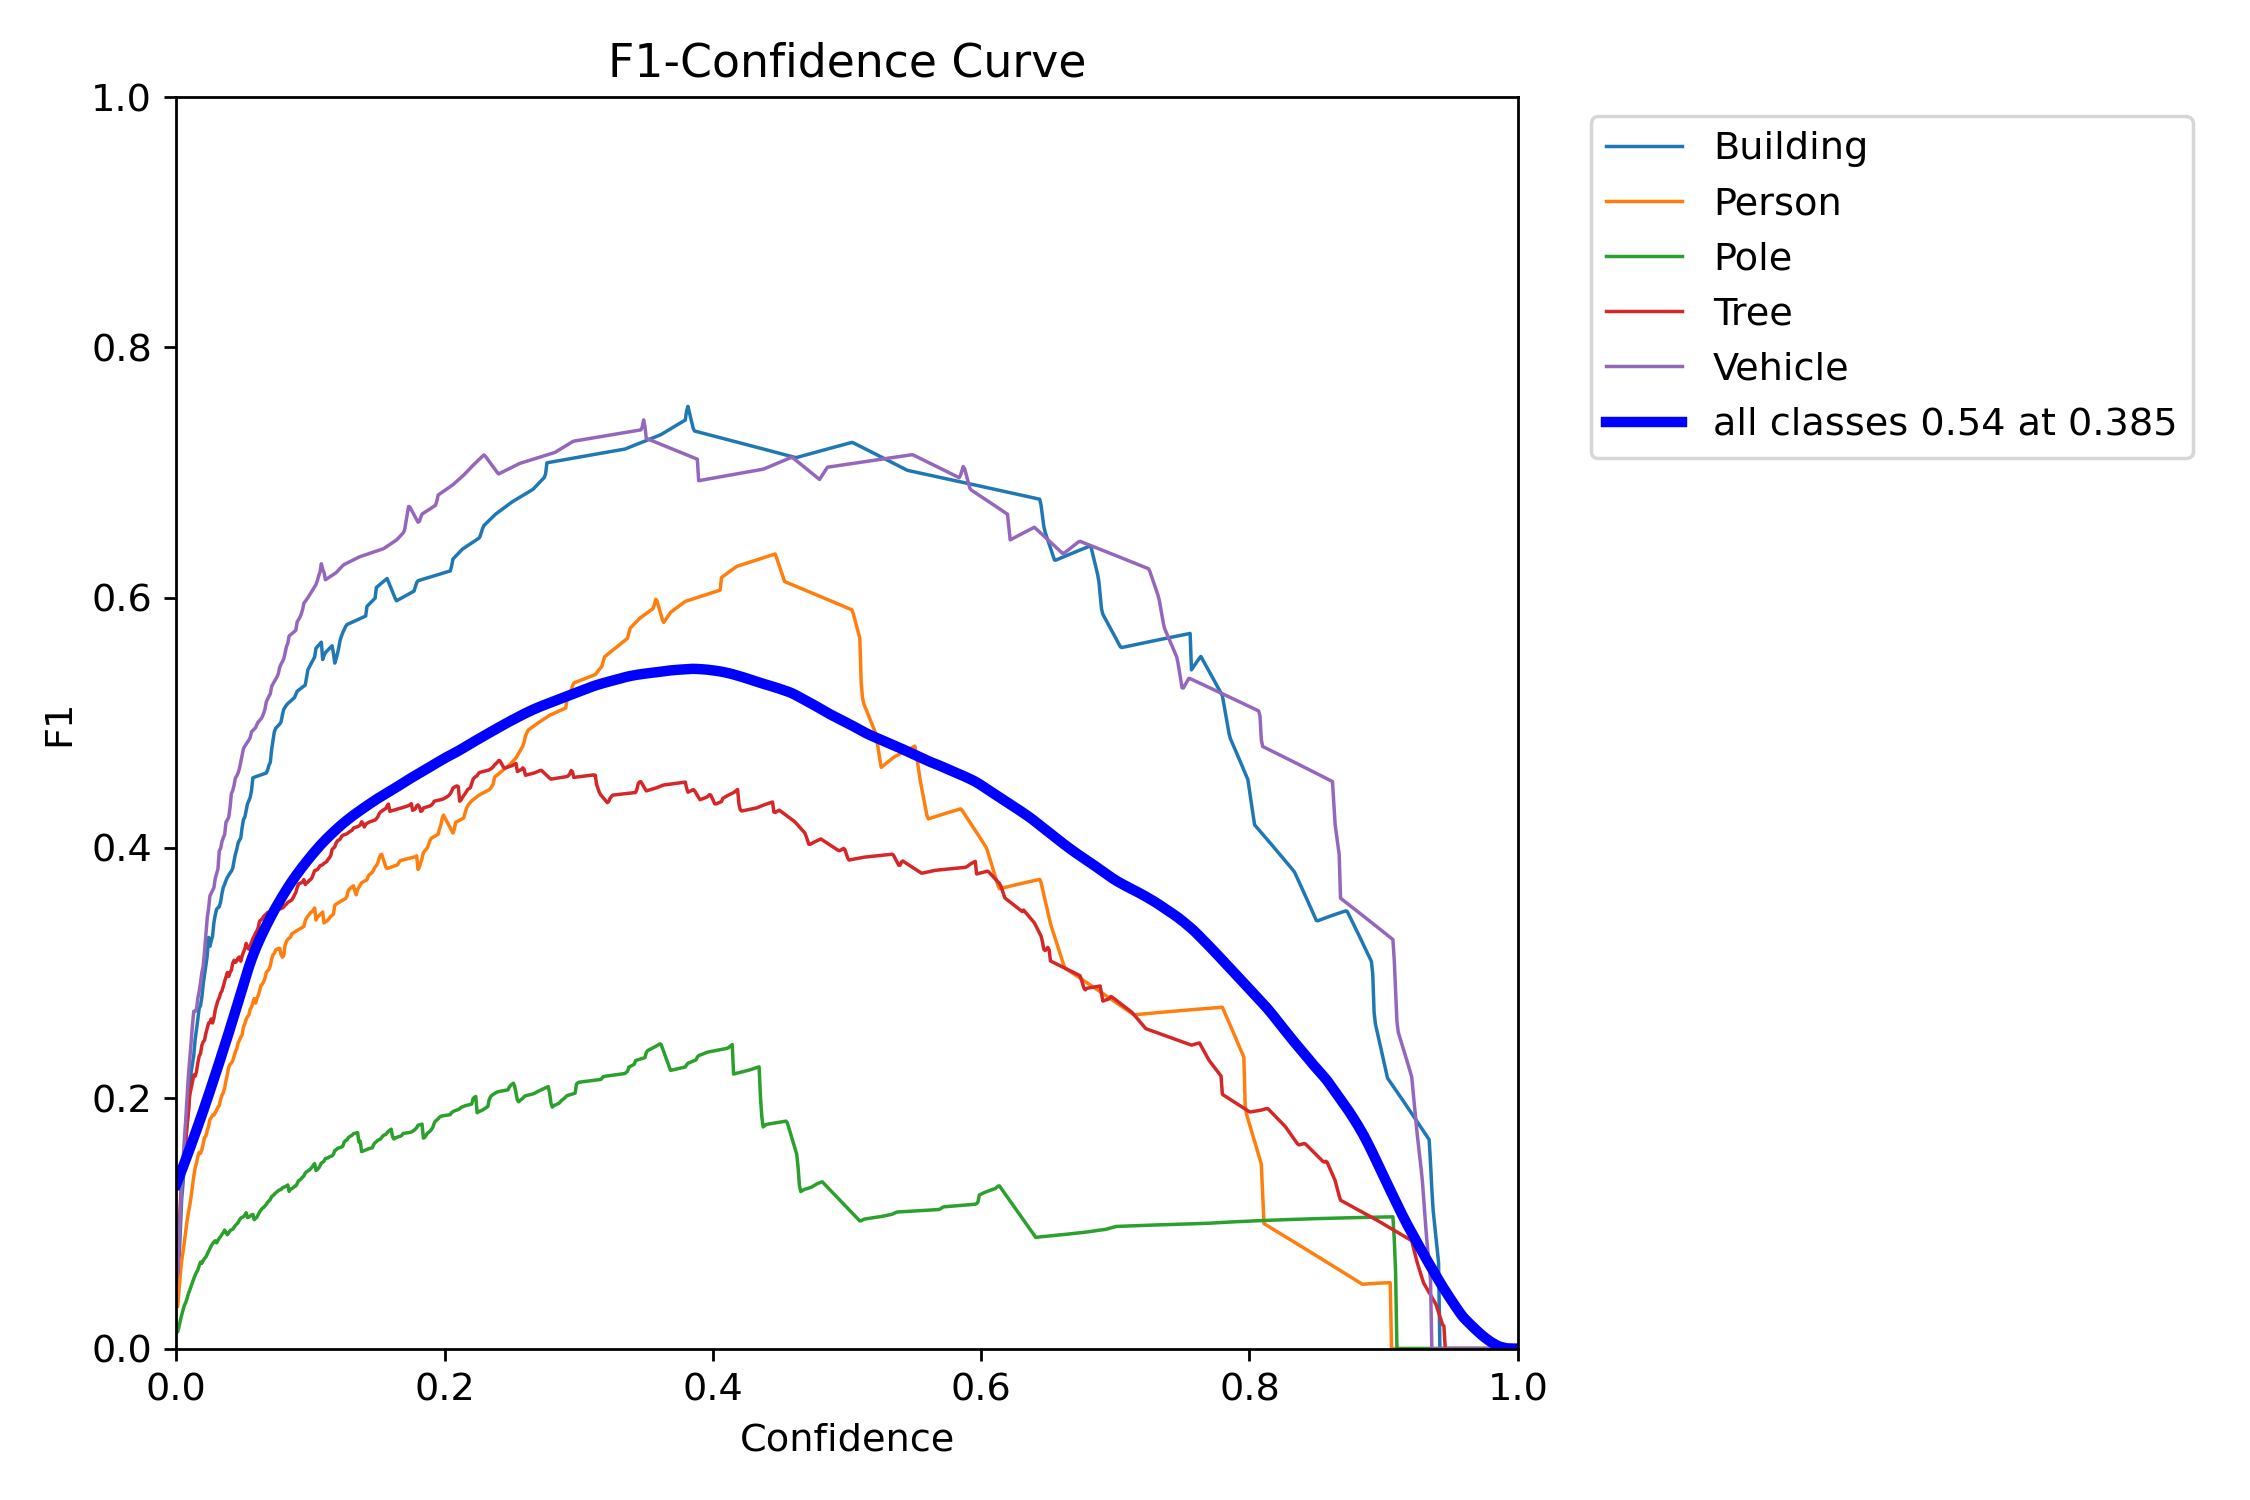 F1-Confidence Curve
1.0
0.8
0.6
0.4
0.2
0.0
F1
0.0 0.2 0.4 0.6 0.8 1.0
Confidence
Building
Person
Pole
Tree
Vehicle
all classes 0.54 at 0.385